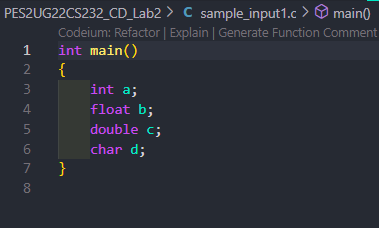 PES2UG22CS232_CD_Lab2 > C sample_input1.c > main()
Codeium: Refactor | Explain | Generate Function Comment
1 int main()
2 {
3 int a;
4 float b;
5 double c;
6 char d;
7 }
8